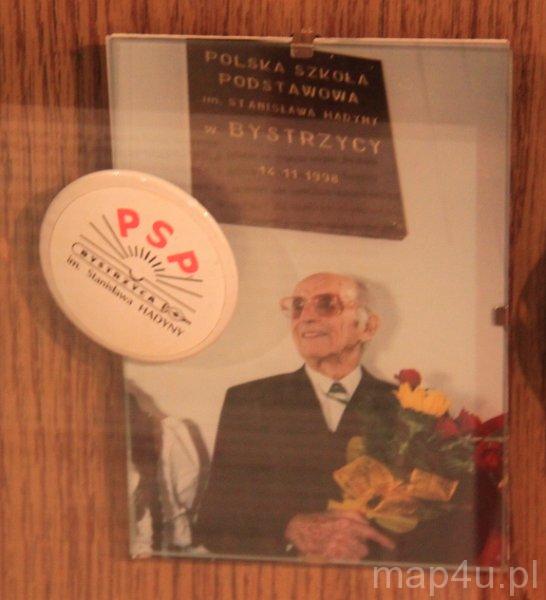 POLSKA SZKOŁA
PODSTAWOWA
im. STANISŁAWA HADYNY
w BYSTRZYCY
14 11 1998
PSP
BYSTRZYCA
im. Stanisława HADYNY
map4u.pl